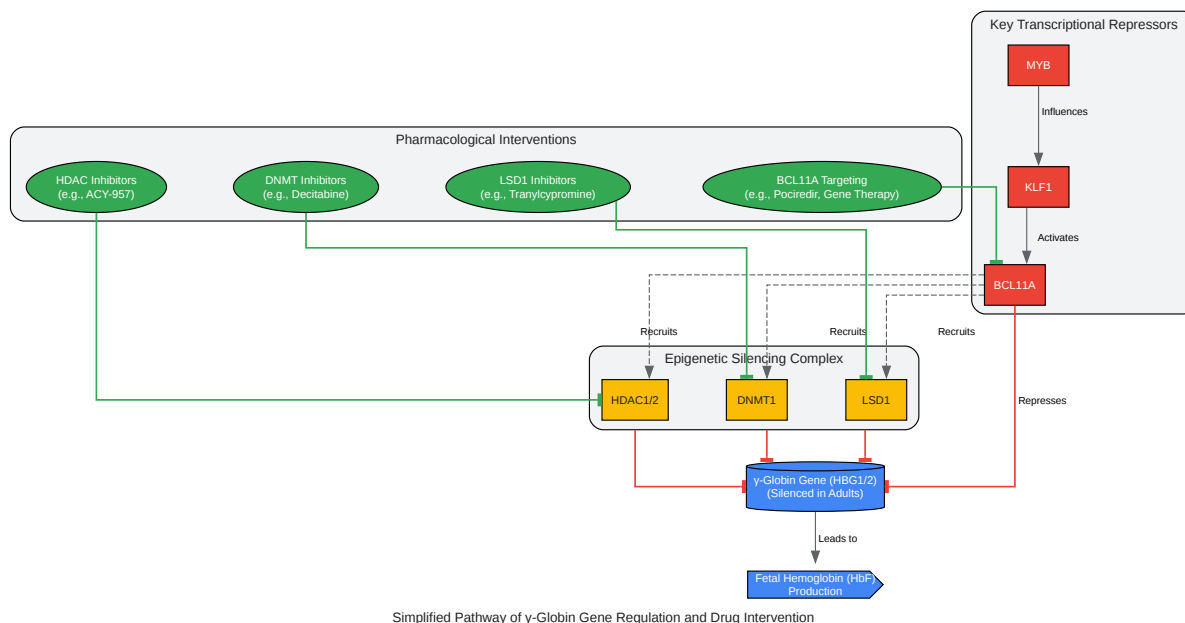 Key Transcriptional Repressors
MYB
Influences
Pharmacological Interventions
HDAC Inhibitors
(e.g., ACY-957)
DNMT Inhibitors
(e.g., Decitabine)
LSD1 Inhibitors
(e.g., Tranylcypromine)
BCL11A Targeting
(e.g., Pociredir, Gene Therapy)
KLF1
Activates
BCL11A
Recruits
Recruits
Recruits
Epigenetic Silencing Complex
HDAC1/2
DNMT1
LSD1
Represses
γ-Globin Gene (HBG1/2)
(Silenced in Adults)
Leads to
Fetal Hemoglobin (HbF)
Production
Simplified Pathway of γ-Globin Gene Regulation and Drug Intervention